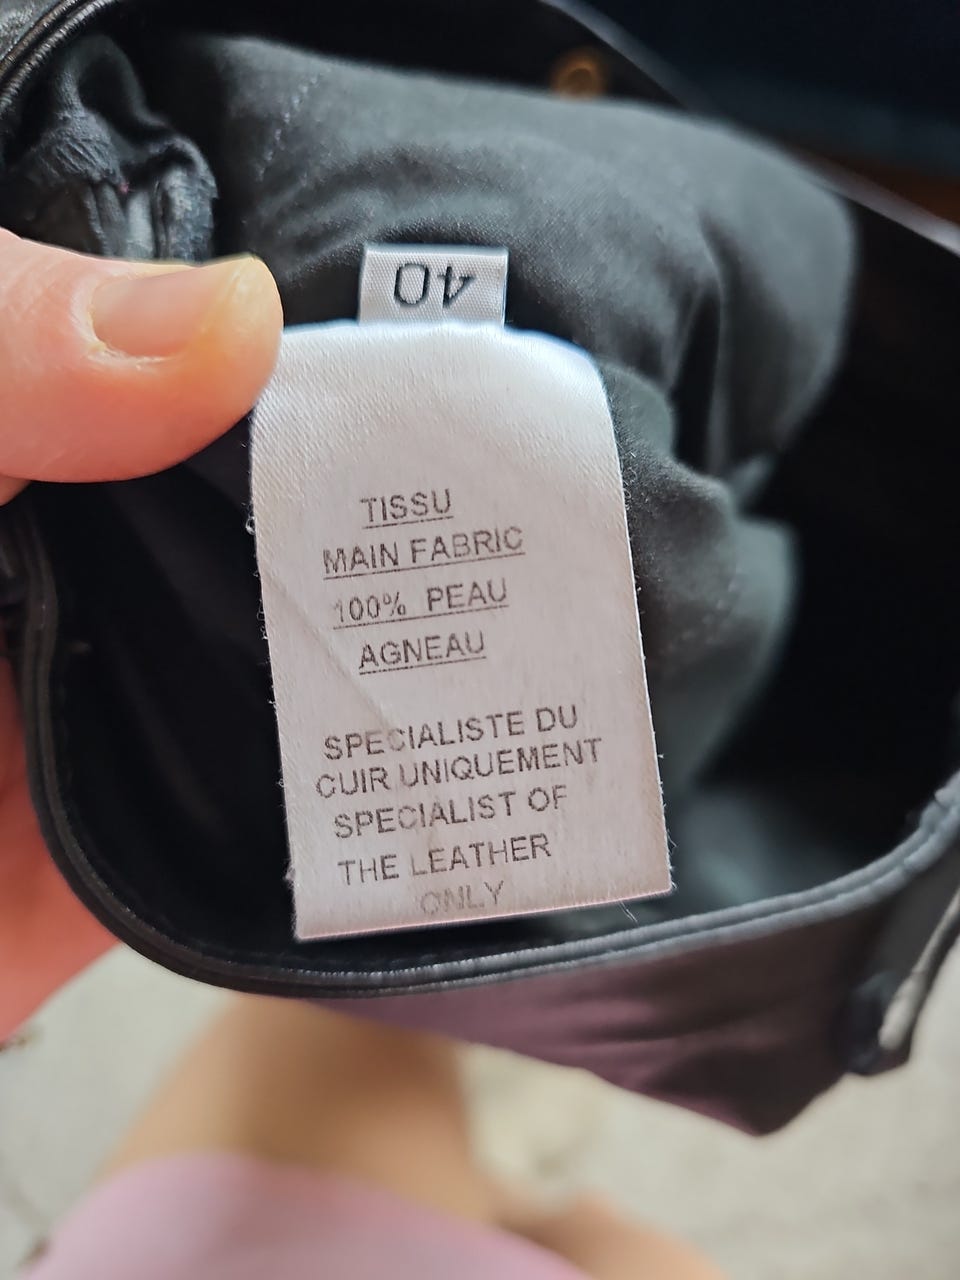 40
TISSU
MAIN FABRIC
100% PEAU
AGNEAU
SPECIALISTE DU
CUIR UNIQUEMENT
SPECIALIST OF
THE LEATHER
ONLY